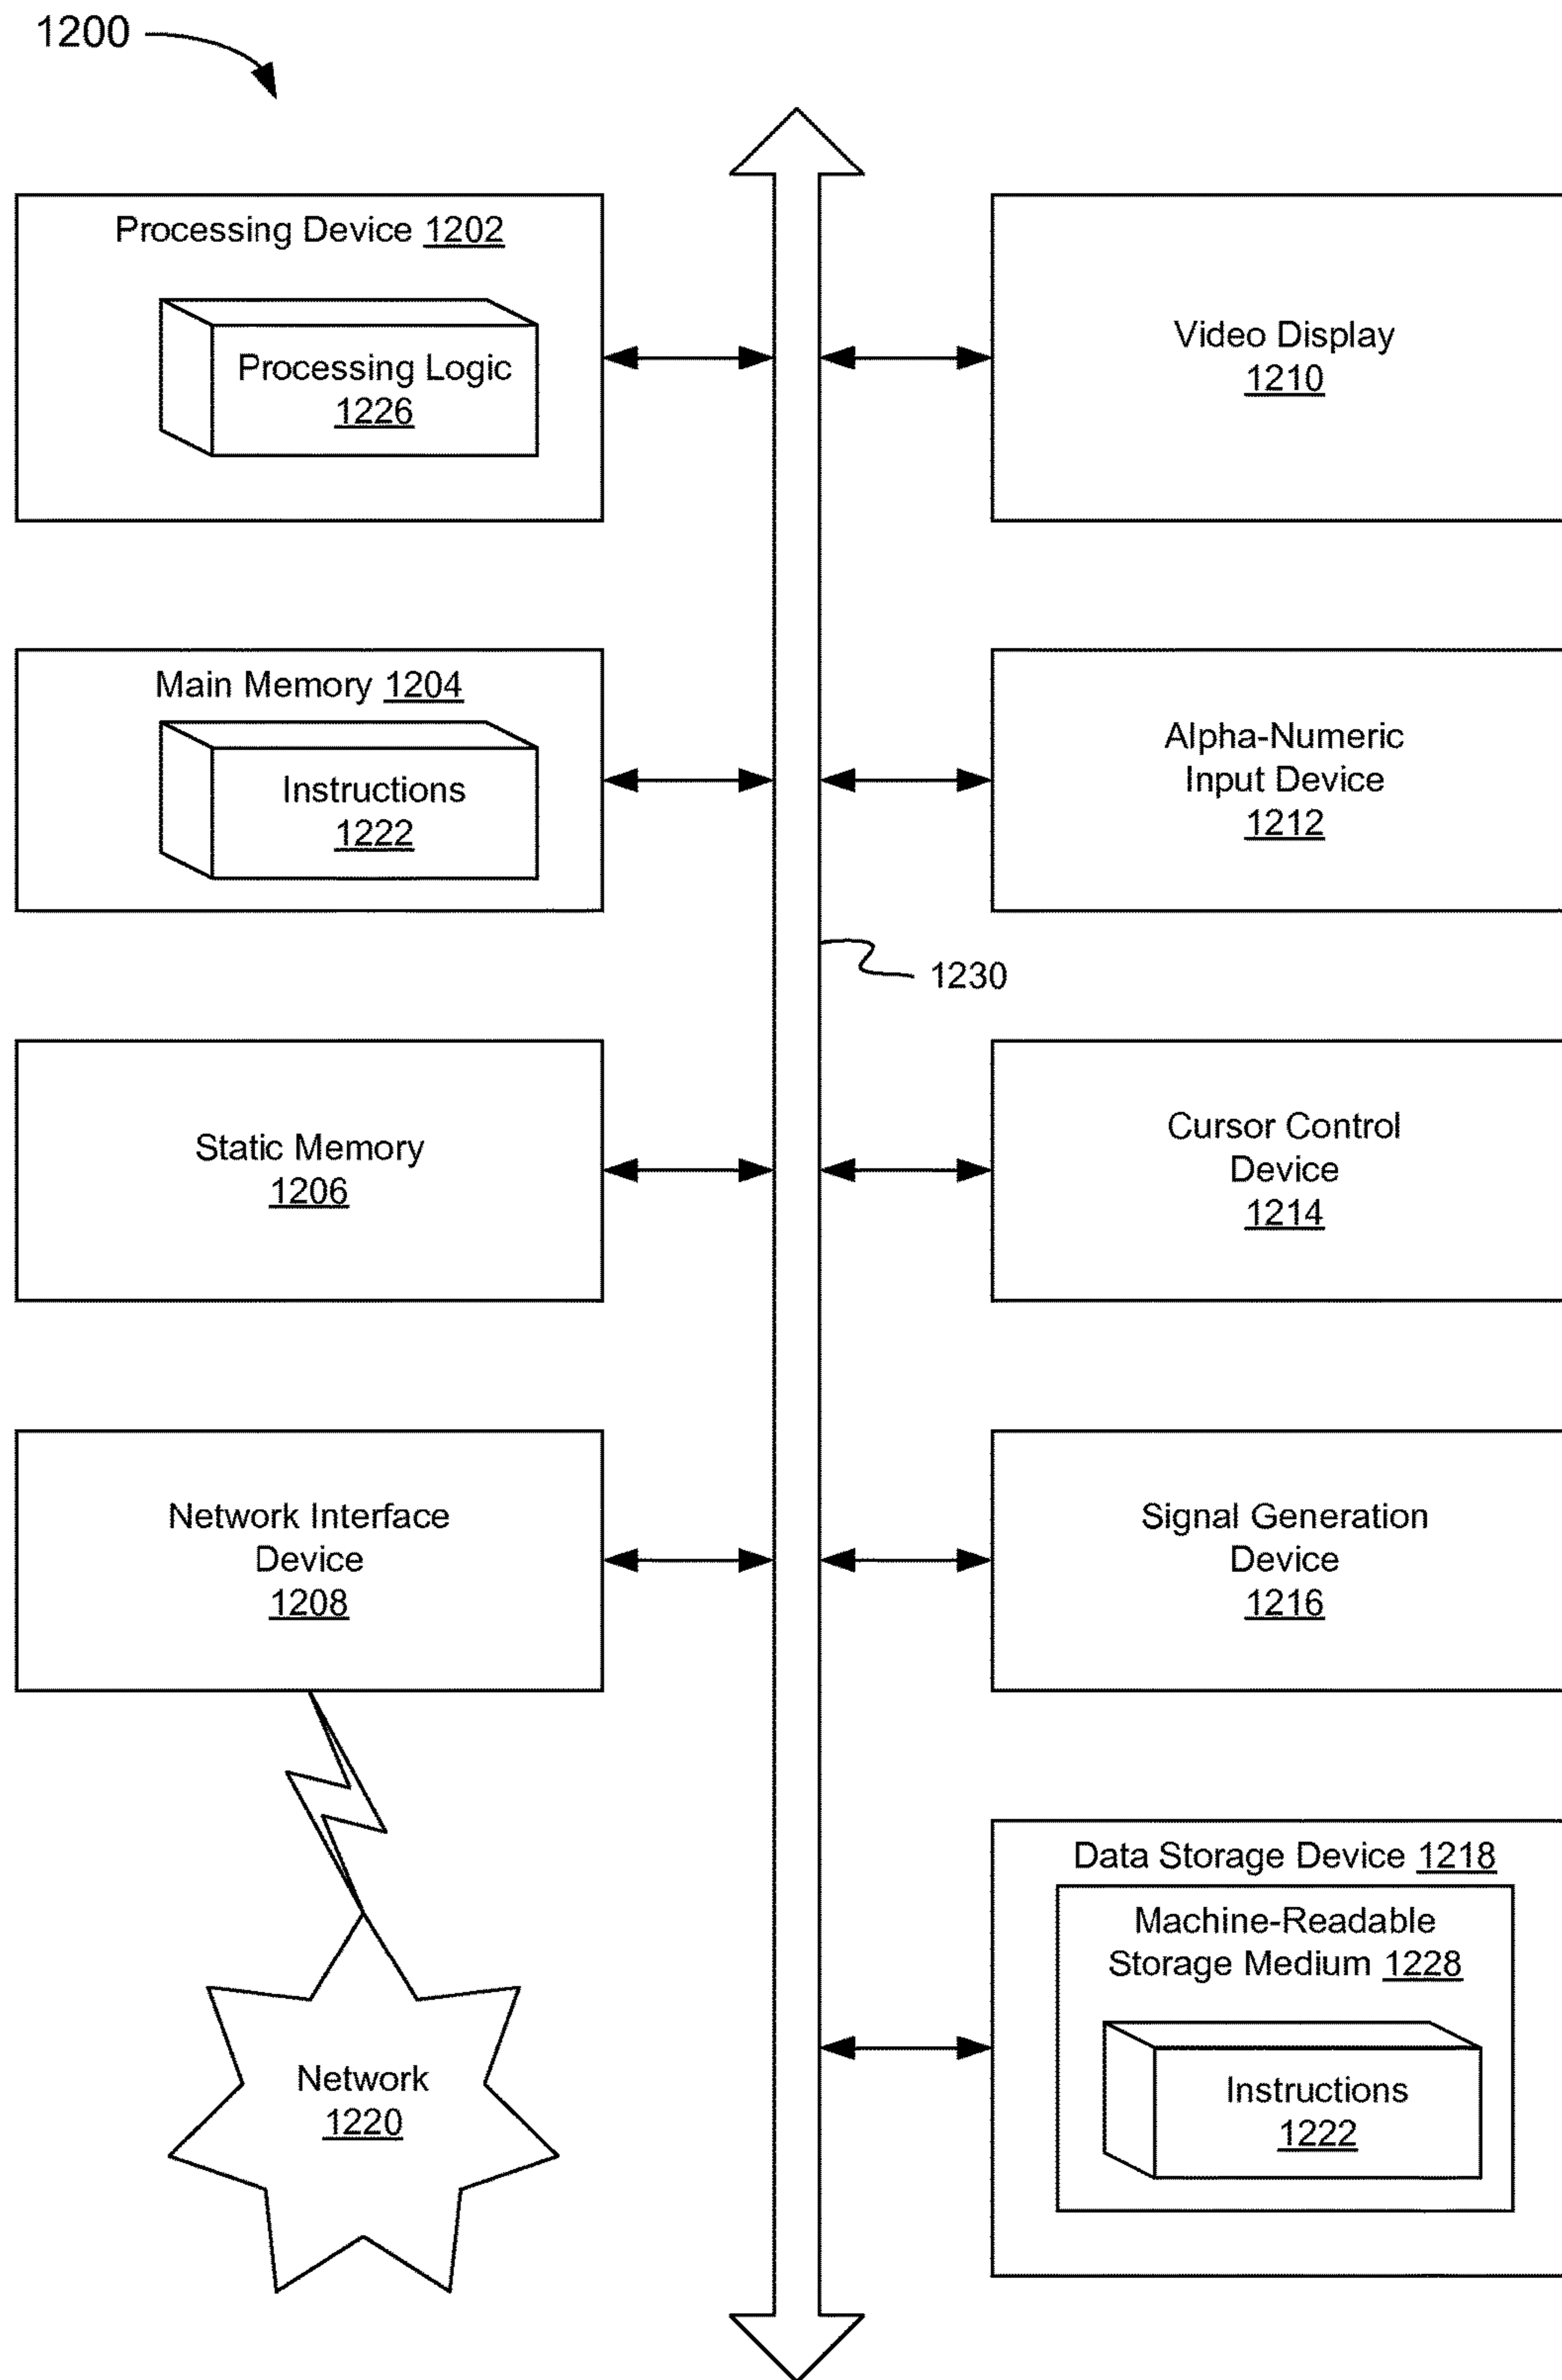 1200
Processing Device 1202
Processing Logic
1226
Video Display
1210
Main Memory 1204
Instructions
1222
Alpha-Numeric
Input Device
1212
1230
Static Memory
1206
Cursor Control
Device
1214
Network Interface
Device
1208
Signal Generation
Device
1216
Data Storage Device 1218
Machine-Readable
Storage Medium 1228
Instructions
1222
Network
1220